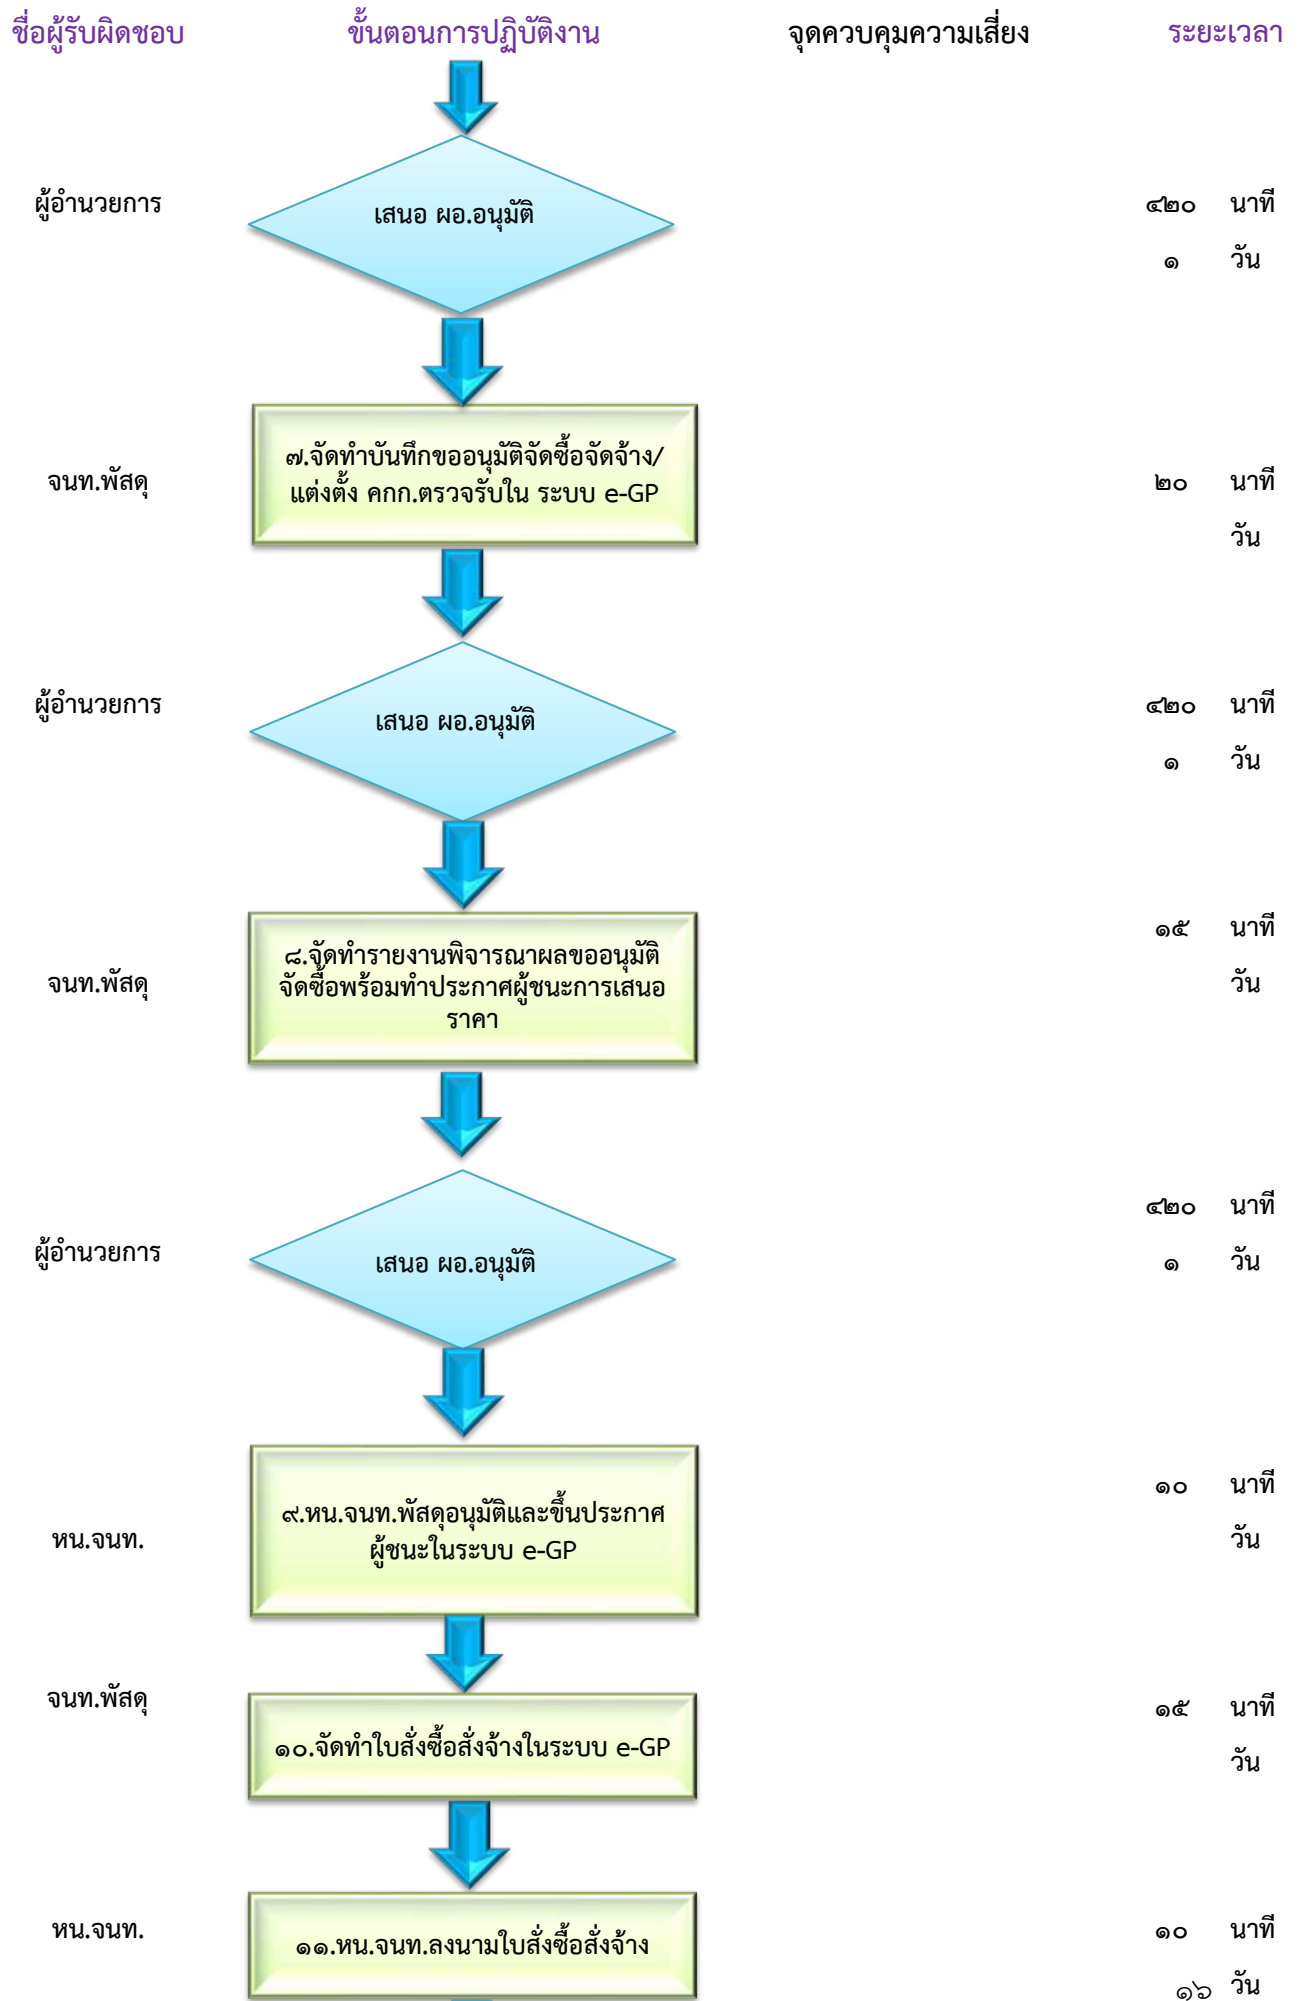 ชื่อผู้รับผิดชอบ ขั้นตอนการปฏิบัติงาน จุดควบคุมความเสี่ยง ระยะเวลา
ผู้อำนวยการ เสนอ ผอ.อนุมัติ ๔๒๐ นาที
๑ วัน
๗.จัดทำบันทึกขออนุมัติจัดซื้อจัดจ้าง/
จนท.พัสดุ แต่งตั้ง คกก.ตรวจรับใน ระบบ e-GP ๒๐ นาที
วัน
ผู้อำนวยการ เสนอ ผอ.อนุมัติ ๔๒๐ นาที
๑ วัน
๑๕ นาที
๘.จัดทำรายงานพิจารณาผลขออนุมัติ
จนท.พัสดุ จัดซื้อพร้อมทำประกาศผู้ชนะการเสนอ วัน
ราคา
๔๒๐ นาที
ผู้อำนวยการ เสนอ ผอ.อนุมัติ ๑ วัน
๑๐ นาที
๙.หน.จนท.พัสดุอนุมัติและขึ้นประกาศ
หน.จนท. ผู้ชนะในระบบ e-GP วัน
จนท.พัสดุ ๑๕ นาที
๑๐.จัดทำใบสั่งซื้อสั่งจ้างในระบบ e-GP
วัน
หน.จนท. ๑๑.หน.จนท.ลงนามใบสั่งซื้อสั่งจ้าง ๑๐ นาที
๑๖ วัน